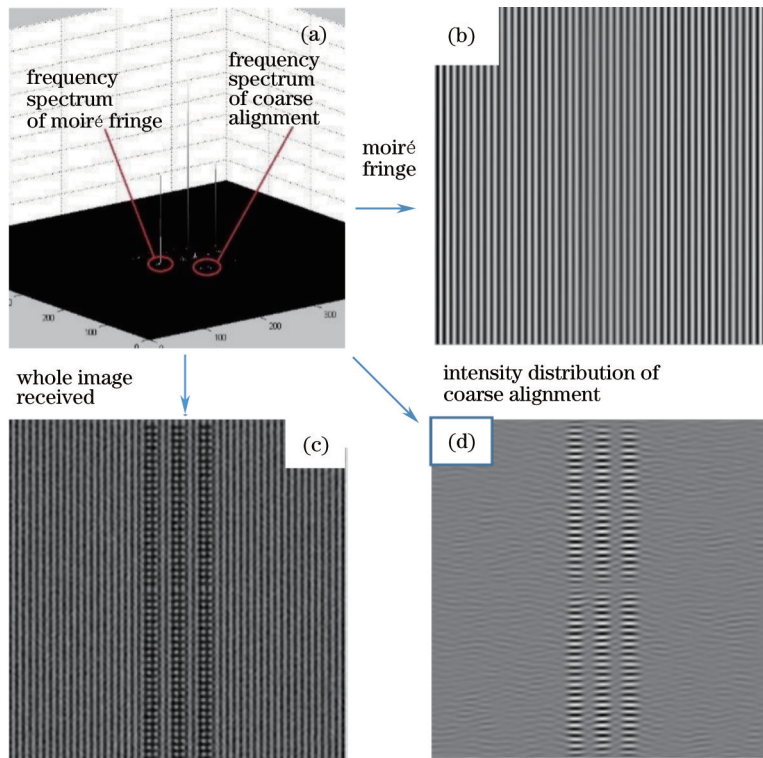 (a)
frequency
spectrum
of moiré fringe
frequency
spectrum
of coarse
alignment
200
100
0
0
100
200
300
moiré
fringe
(b)
whole image
received
intensity distribution of
coarse alignment
(c)
(d)